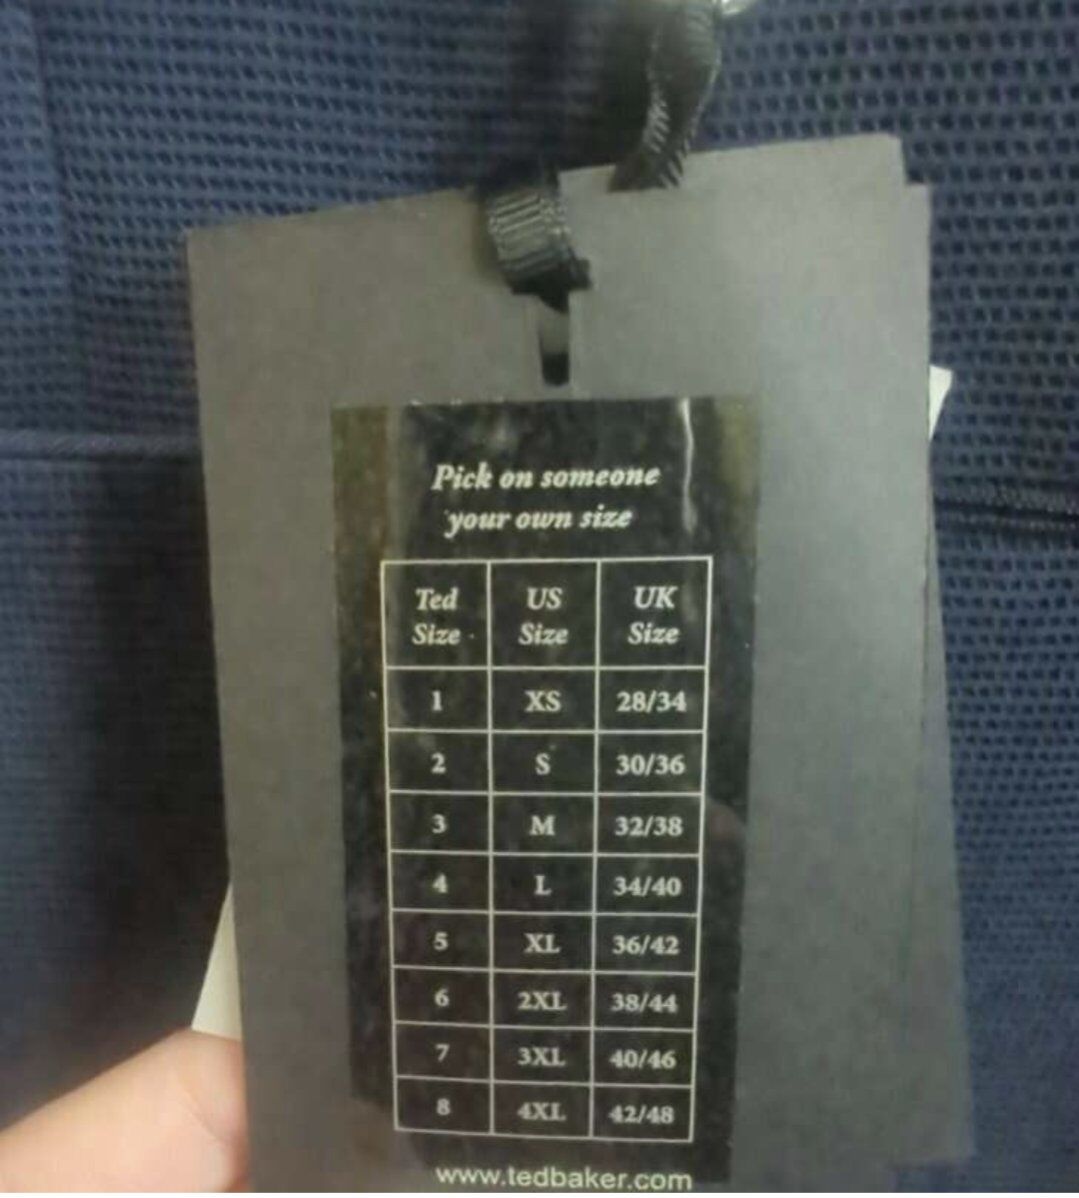 Pick on someone
your own size
Ted Size US Size UK Size
1 XS 28/34
2 S 30/36
3 M 32/38
4 L 34/40
5 XL 36/42
6 2XL 38/44
7 3XL 40/46
8 4XL 42/48
www.tedbaker.com